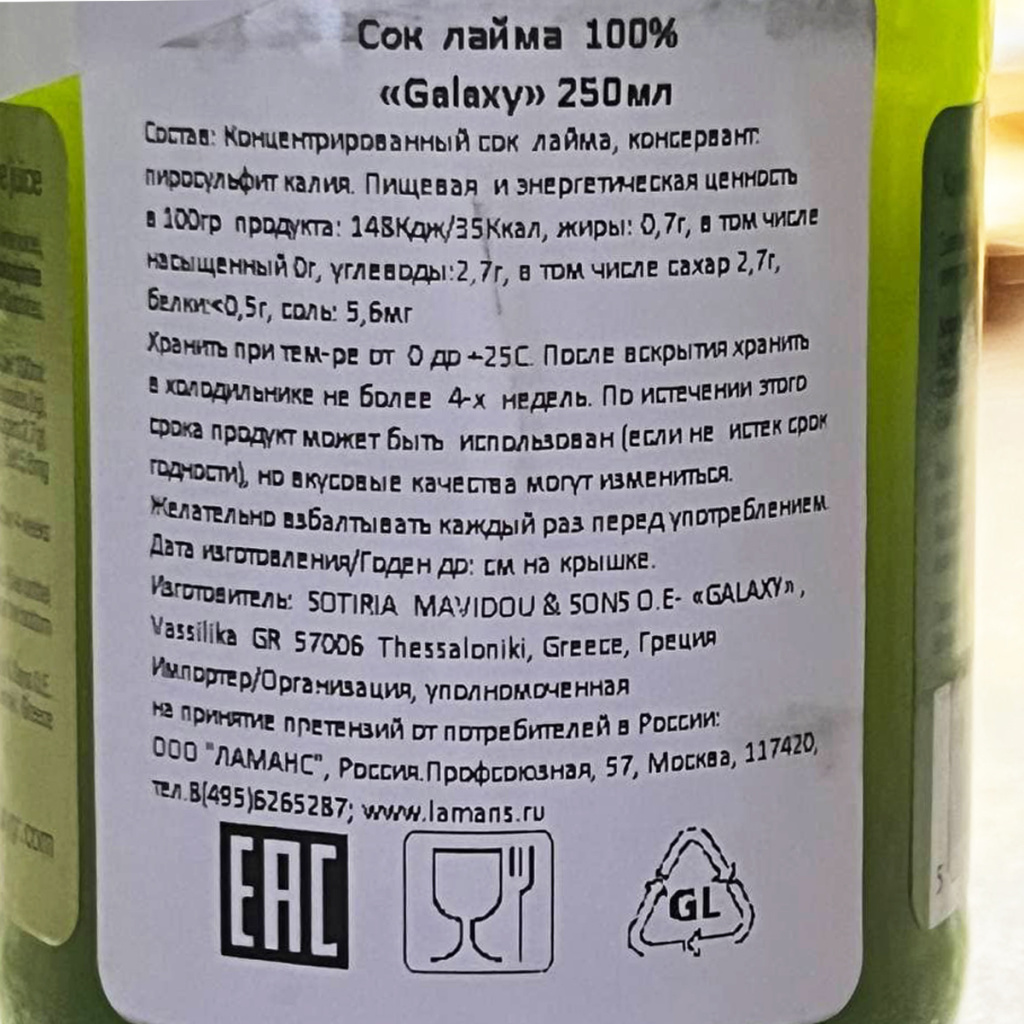 Сок лайма 100%
«Galaxy» 250мл
Состав: Концентрированный сок лайма, консервант:
пиросульфит калия. Пищевая и энергетическая ценность
в 100гр продукта: 148Кдж/35Ккал, жиры: 0,7г, в том числе
насыщенный 0г, углеводы:2,7г, в том числе сахар 2,7г,
белки:<0,5г, соль: 5,6мг
Хранить при тем-ре от 0 до +25С. После вскрытия хранить
в холодильнике не более 4-х недель. По истечении этого
срока продукт может быть использован (если не истек срок
годности), но вкусовые качества могут измениться.
Желательно взбалтывать каждый раз перед употреблением.
Дата изготовления/Годен до: см на крышке.
Изготовитель: SOTIRIA MAVIDOU & SONS O.E- «GALAXY»,
Vassilika GR 57006 Thessaloniki, Greece, Греция
Импортер/Организация, уполномоченная
на принятие претензий от потребителей в России:
ООО "ЛАМАНС", Россия.Профсоюзная, 57, Москва, 117420,
тел.8(495)6265287; www.lamans.ru
EAC
GL